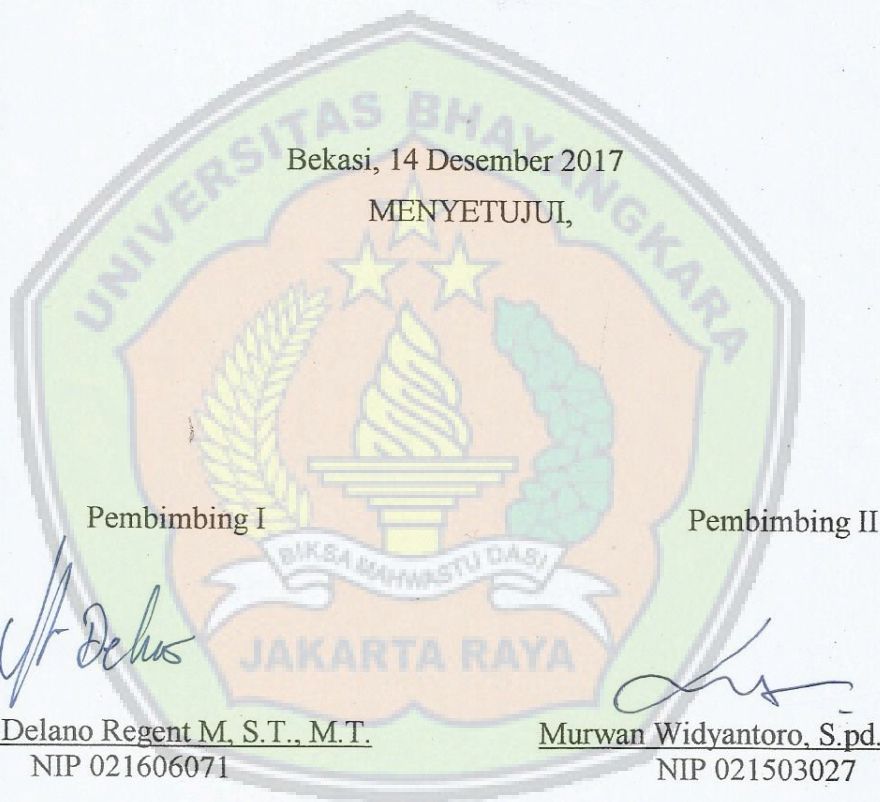 UNIVERSITAS BHAYANGKARA
Bekasi, 14 Desember 2017
MENYETUJUI,
Pembimbing I
Pembimbing II
BIKSA MAHWASTU DASI
JAKARTA RAYA
Delano Regent M, S.T., M.T.
Murwan Widyantoro, S.pd.
NIP 021606071
NIP 021503027